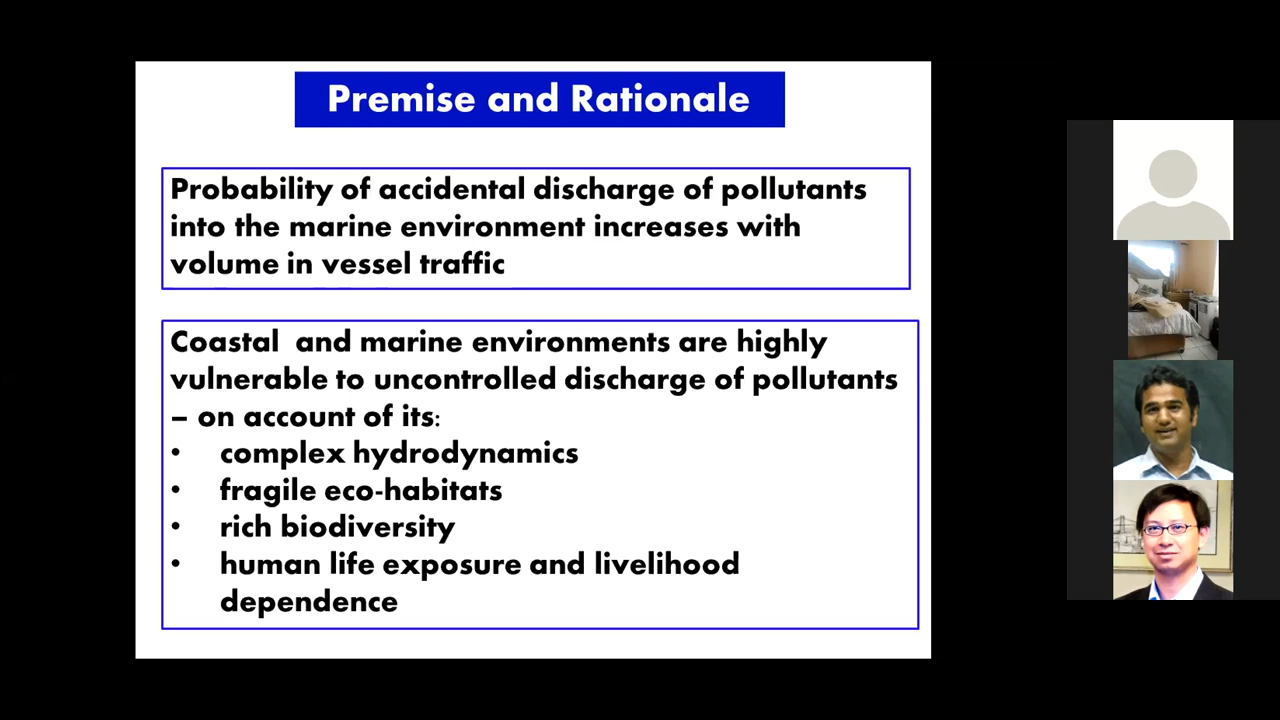 Premise and Rationale
Probability of accidental discharge of pollutants
into the marine environment increases with
volume in vessel traffic
Coastal and marine environments are highly
vulnerable to uncontrolled discharge of pollutants
– on account of its:
• complex hydrodynamics
• fragile eco-habitats
• rich biodiversity
• human life exposure and livelihood
dependence